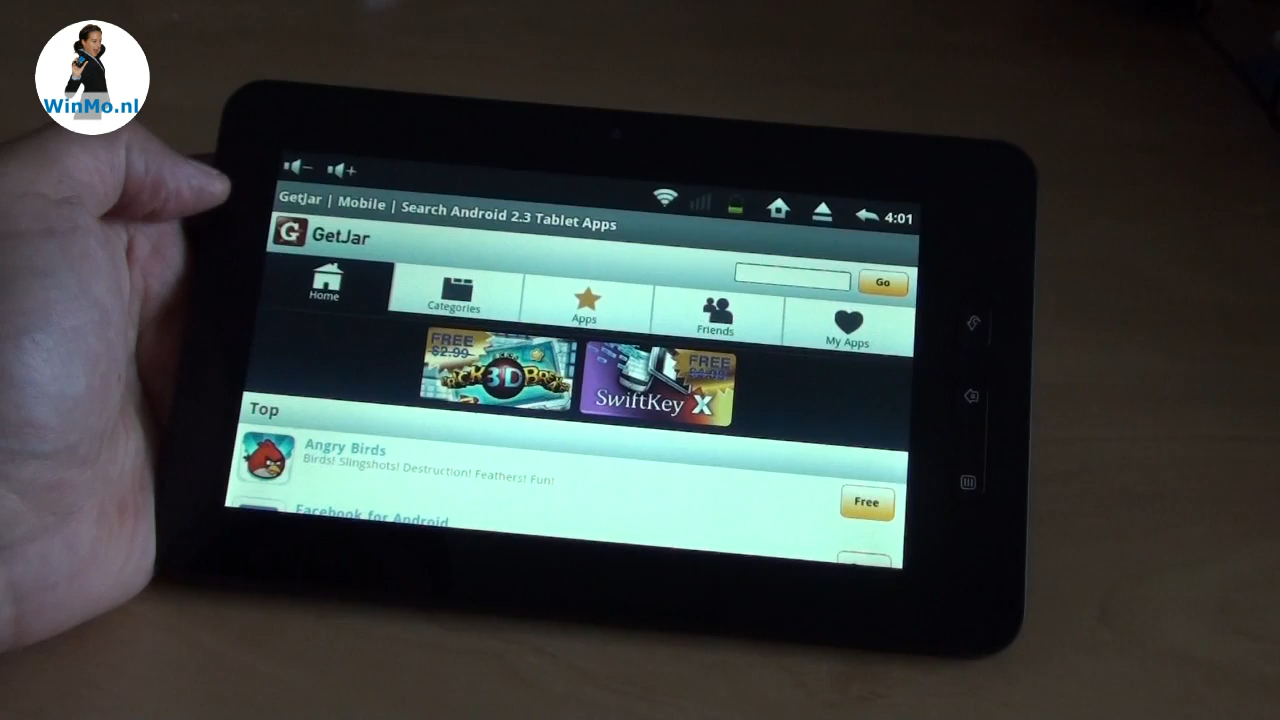 WinMo.nl
4:01
GetJar | Mobile | Search Android 2.3 Tablet Apps
G GetJar
Go
Home
Categories
Apps
Friends
My Apps
FREE
$2.99
3D
FREE
SwiftKey X
Top
Angry Birds
Birds! Slingshots! Destruction! Feathers! Fun!
Free
Facebook for Android